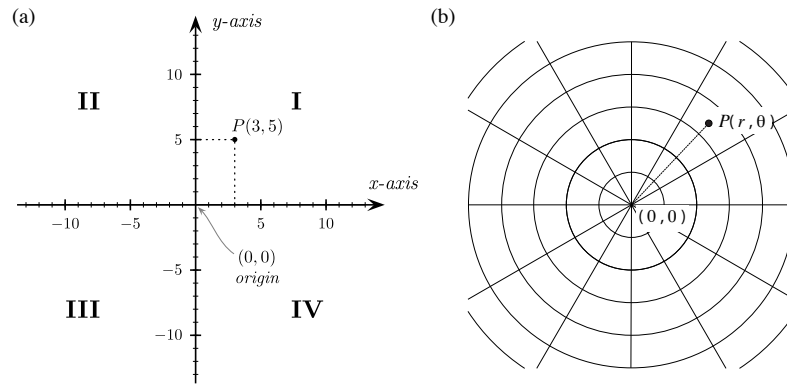 (a)
y-axis
10
II
I
P(3, 5)
5
x-axis
−10
−5
5
10
(0, 0)
origin
−5
III
IV
−10
(b)
P(r, θ)
(0,0)